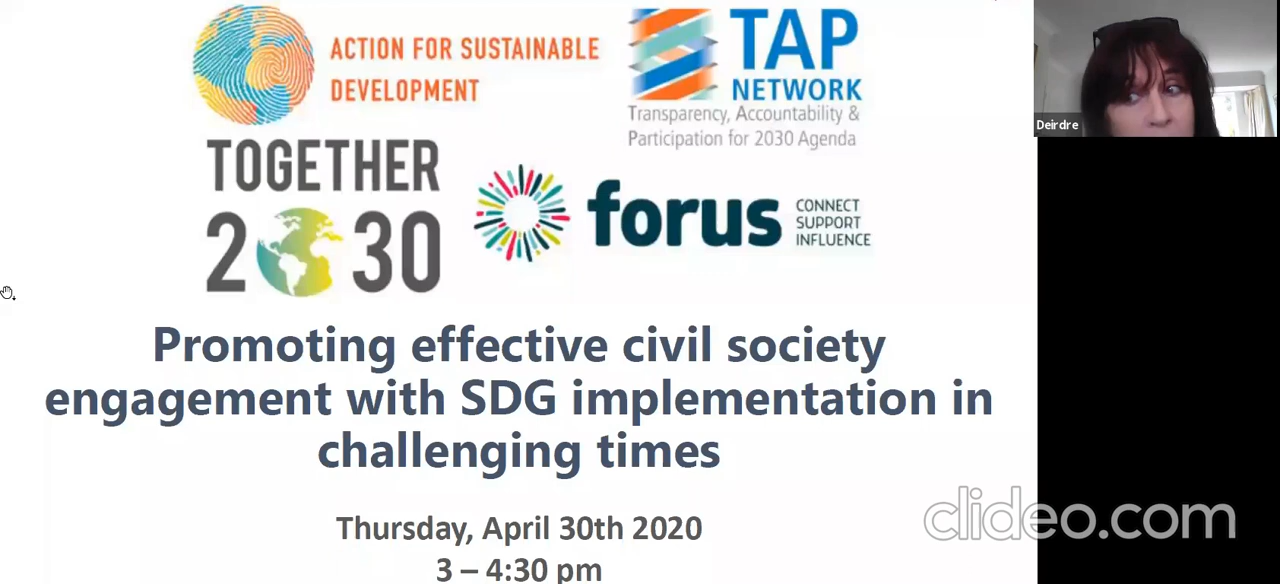 ACTION FOR SUSTAINABLE
DEVELOPMENT
TAP
NETWORK
Transparency, Accountability &
Participation for 2030 Agenda
TOGETHER
2030
forus
CONNECT
SUPPORT
INFLUENCE
Deirdre
Promoting effective civil society
engagement with SDG implementation in
challenging times
Thursday, April 30th 2020
3 – 4:30 pm
clideo.com